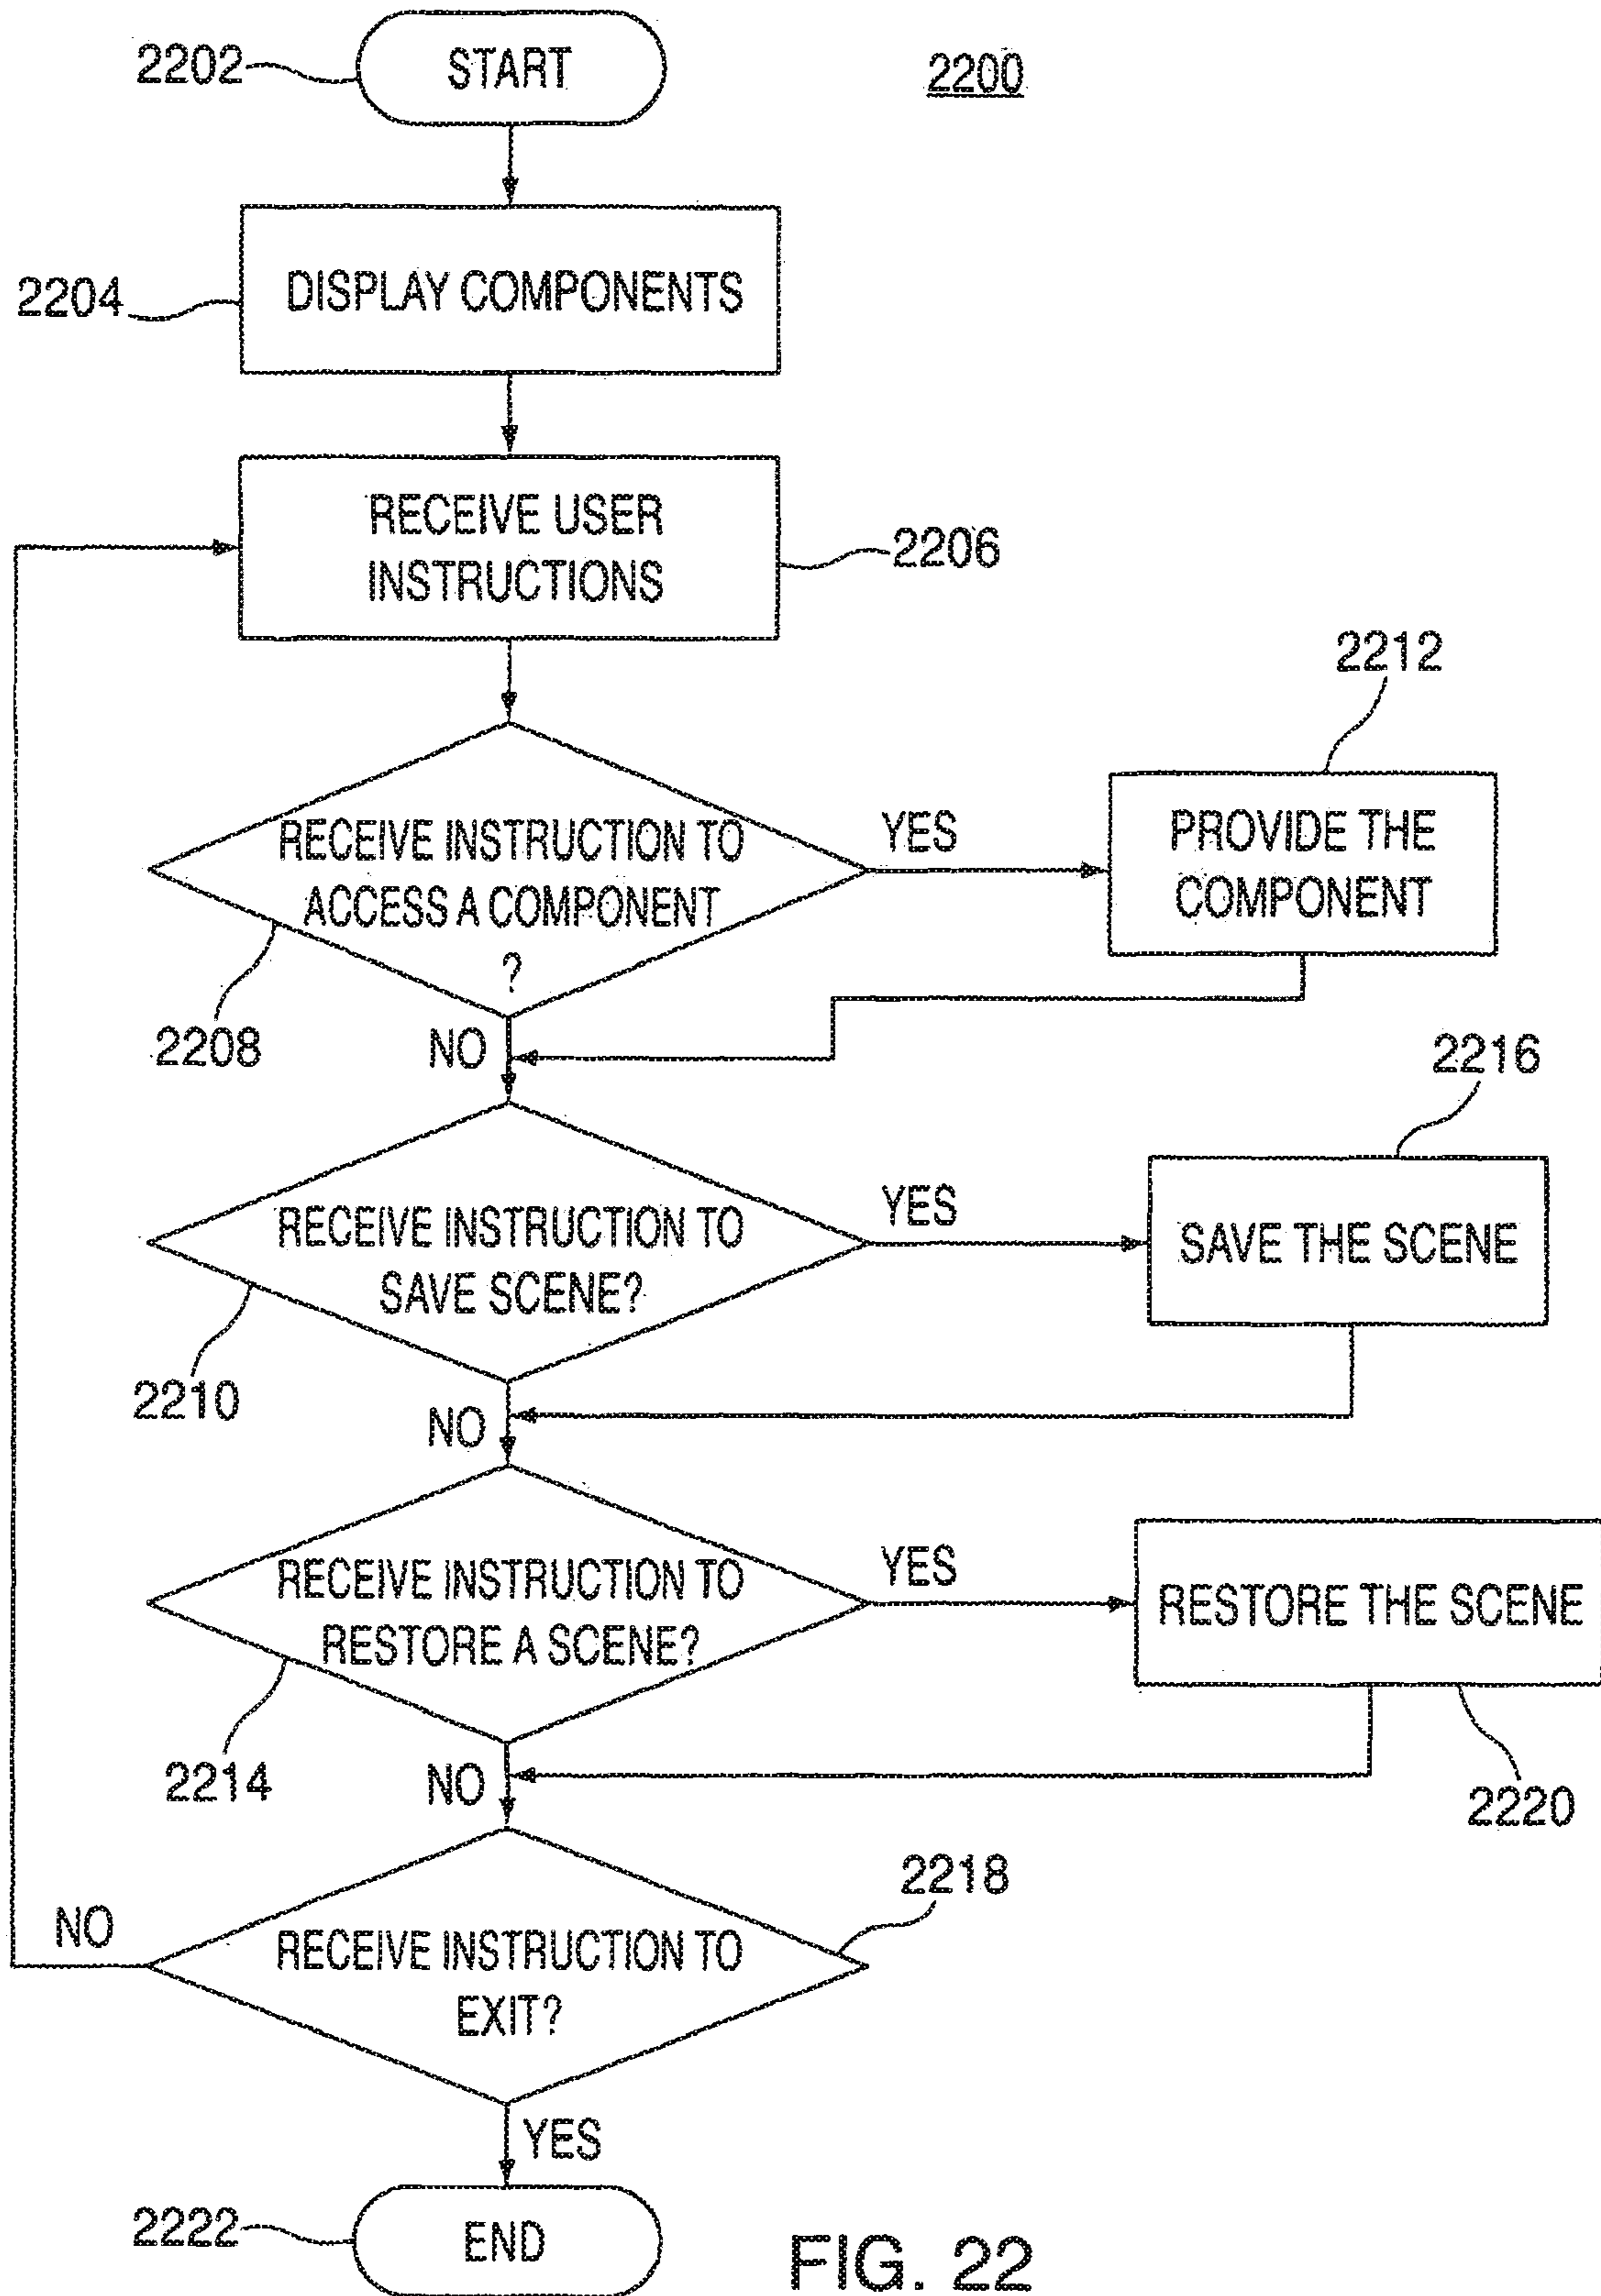 2202
START
2200
2204
DISPLAY COMPONENTS
RECEIVE USER
INSTRUCTIONS
2206
2212
RECEIVE INSTRUCTION TO
ACCESS A COMPONENT
?
YES
PROVIDE THE
COMPONENT
2208
NO
2216
RECEIVE INSTRUCTION TO
SAVE SCENE?
YES
SAVE THE SCENE
2210
NO
RECEIVE INSTRUCTION TO
RESTORE A SCENE?
YES
RESTORE THE SCENE
2214
NO
2220
2218
NO
RECEIVE INSTRUCTION TO
EXIT?
YES
2222
END
FIG. 22